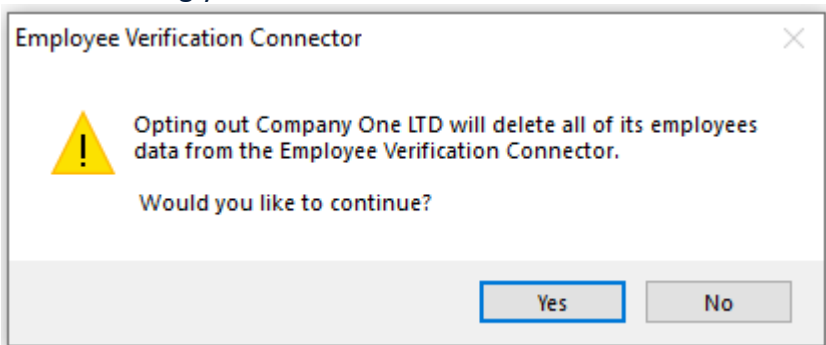 Employee Verification Connector
Opting out Company One LTD will delete all of its employees
data from the Employee Verification Connector.
Would you like to continue?
Yes No